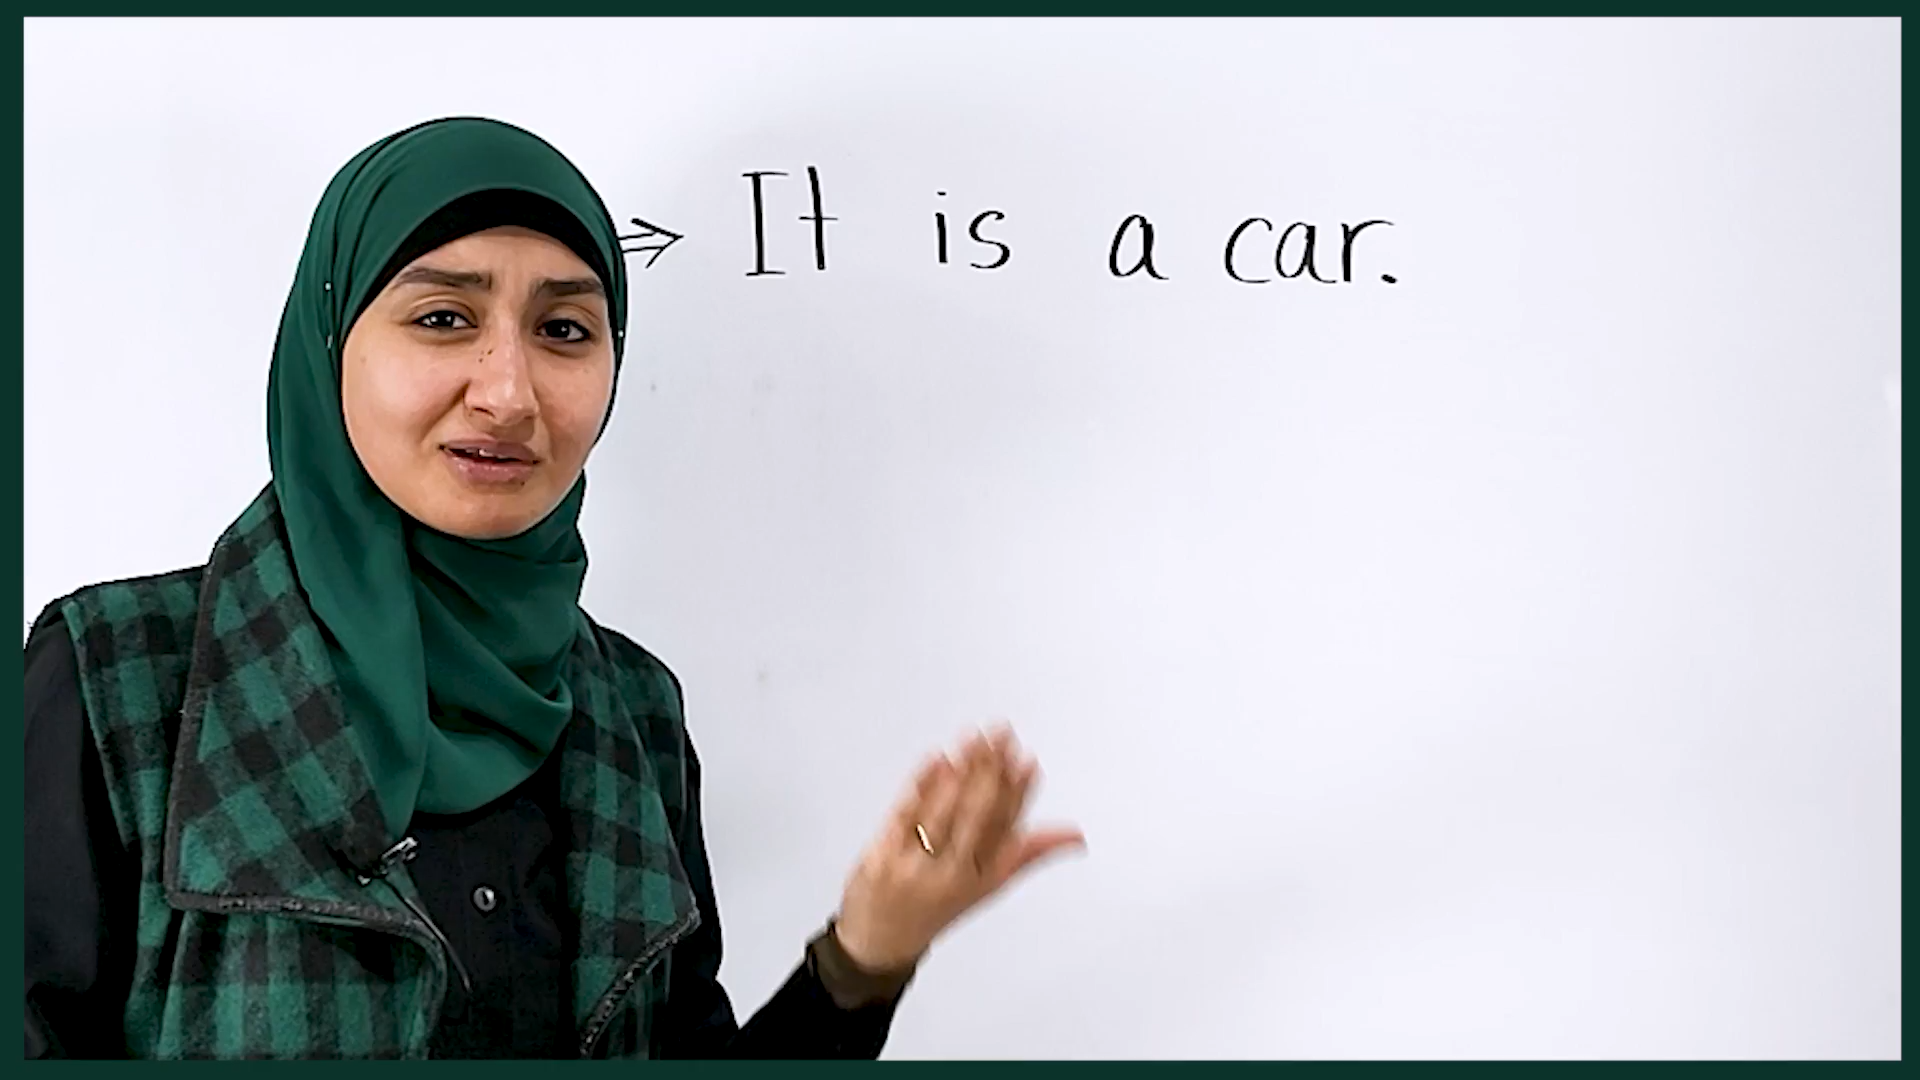 ⇒ It is a car.